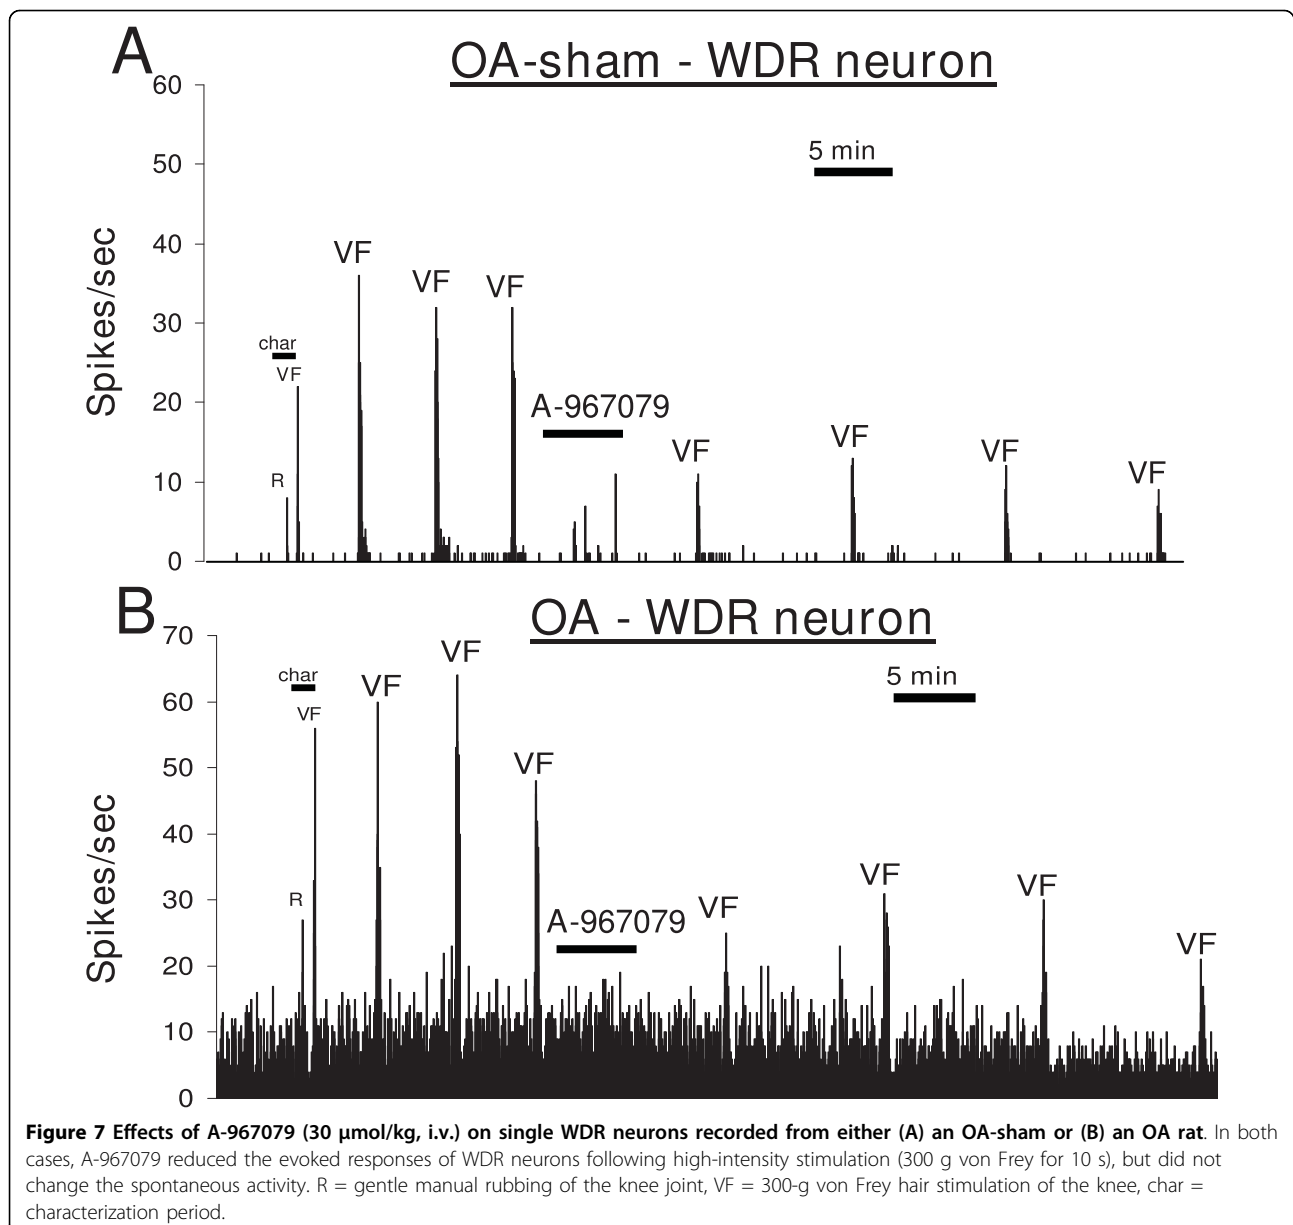 A
OA-sham - WDR neuron
60
50
40
30
20
10
0
Spikes/sec
5 min
VF
VF
VF
char
VF
R
A-967079
VF
VF
VF
VF
B
OA - WDR neuron
70
60
50
40
30
20
10
0
Spikes/sec
5 min
VF
VF
VF
char
VF
R
A-967079
VF
VF
VF
VF
Figure 7 Effects of A-967079 (30 μmol/kg, i.v.) on single WDR neurons recorded from either (A) an OA-sham or (B) an OA rat. In both
cases, A-967079 reduced the evoked responses of WDR neurons following high-intensity stimulation (300 g von Frey for 10 s), but did not
change the spontaneous activity. R = gentle manual rubbing of the knee joint, VF = 300-g von Frey hair stimulation of the knee, char =
characterization period.